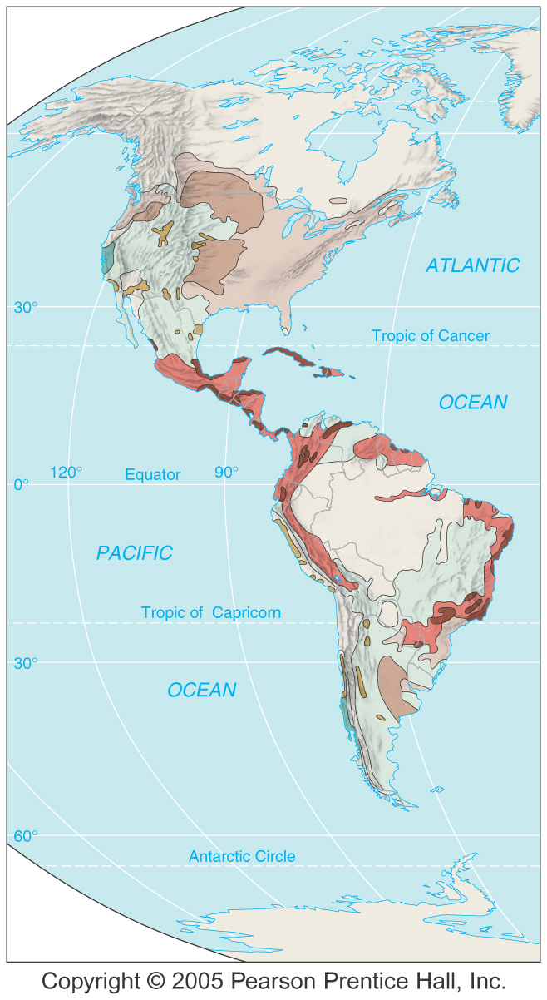 ATLANTIC
30°
Tropic of Cancer
OCEAN
120°
Equator
90°
0°
PACIFIC
Tropic of Capricorn
30°
OCEAN
60°
Antarctic Circle
Copyright © 2005 Pearson Prentice Hall, Inc.